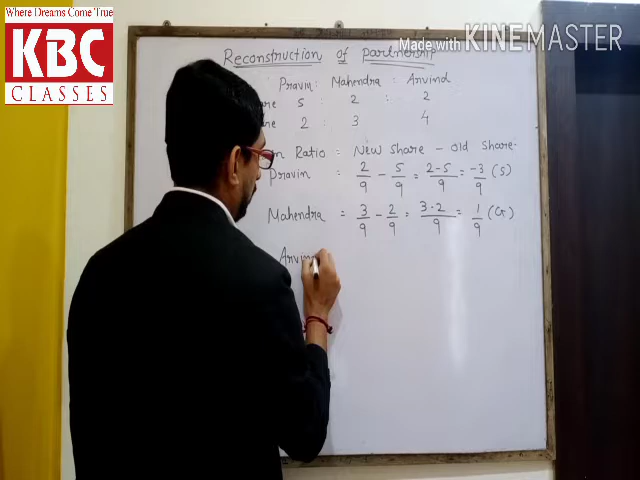 Where Dreams Come True
KBC
CLASSES
Made with KINEMASTER
Reconstruction of partnership
Pravin : Mahendra : Arvind
5 : 2 : 2
2 3 4
Ratio = New share - old share
Pravin = 2/9 - 5/9 = 2-5/9 = -3/9 (S)
Mahendra = 3/9 - 2/9 = 3-2/9 = 1/9 (G)